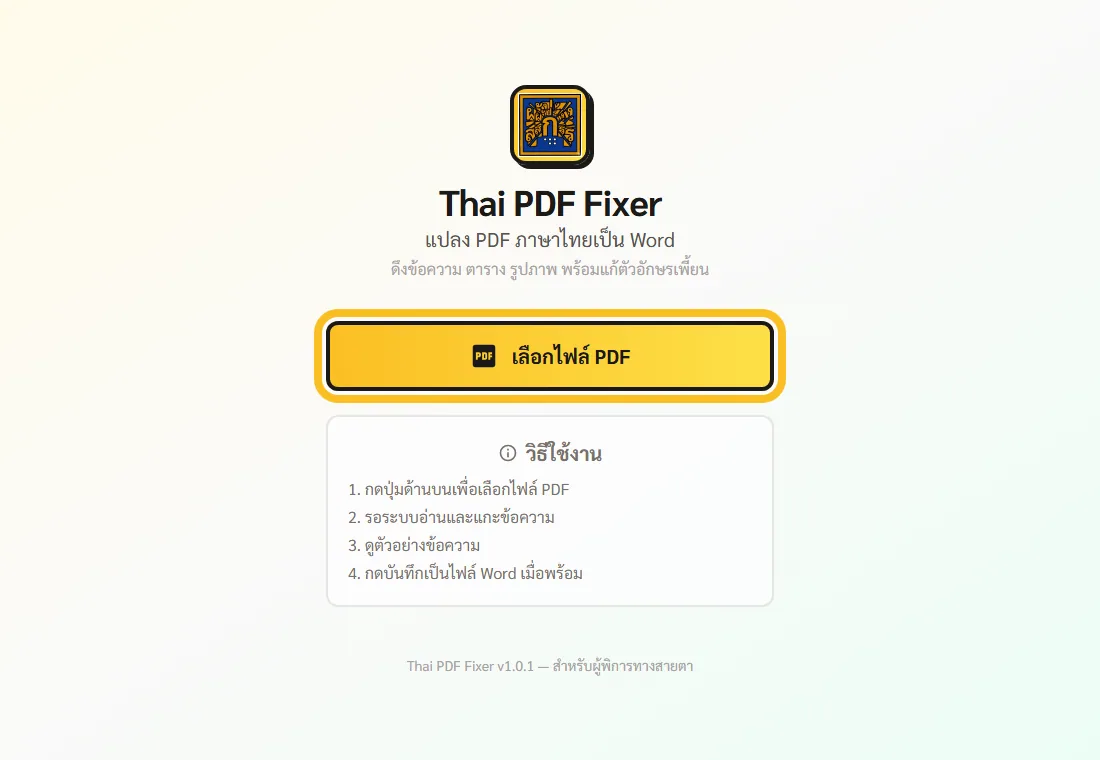 Thai PDF Fixer
แปลง PDF ภาษาไทยเป็น Word
ดึงข้อความ ตาราง รูปภาพ พร้อมแก้ตัวอักษรเพี้ยน
PDF เลือกไฟล์ PDF
วิธีใช้งาน
1. กดปุ่มด้านบนเพื่อเลือกไฟล์ PDF
2. รอระบบอ่านและแกะข้อความ
3. ดูตัวอย่างข้อความ
4. กดบันทึกเป็นไฟล์ Word เมื่อพร้อม
Thai PDF Fixer v1.0.1 — สำหรับผู้พิการทางสายตา